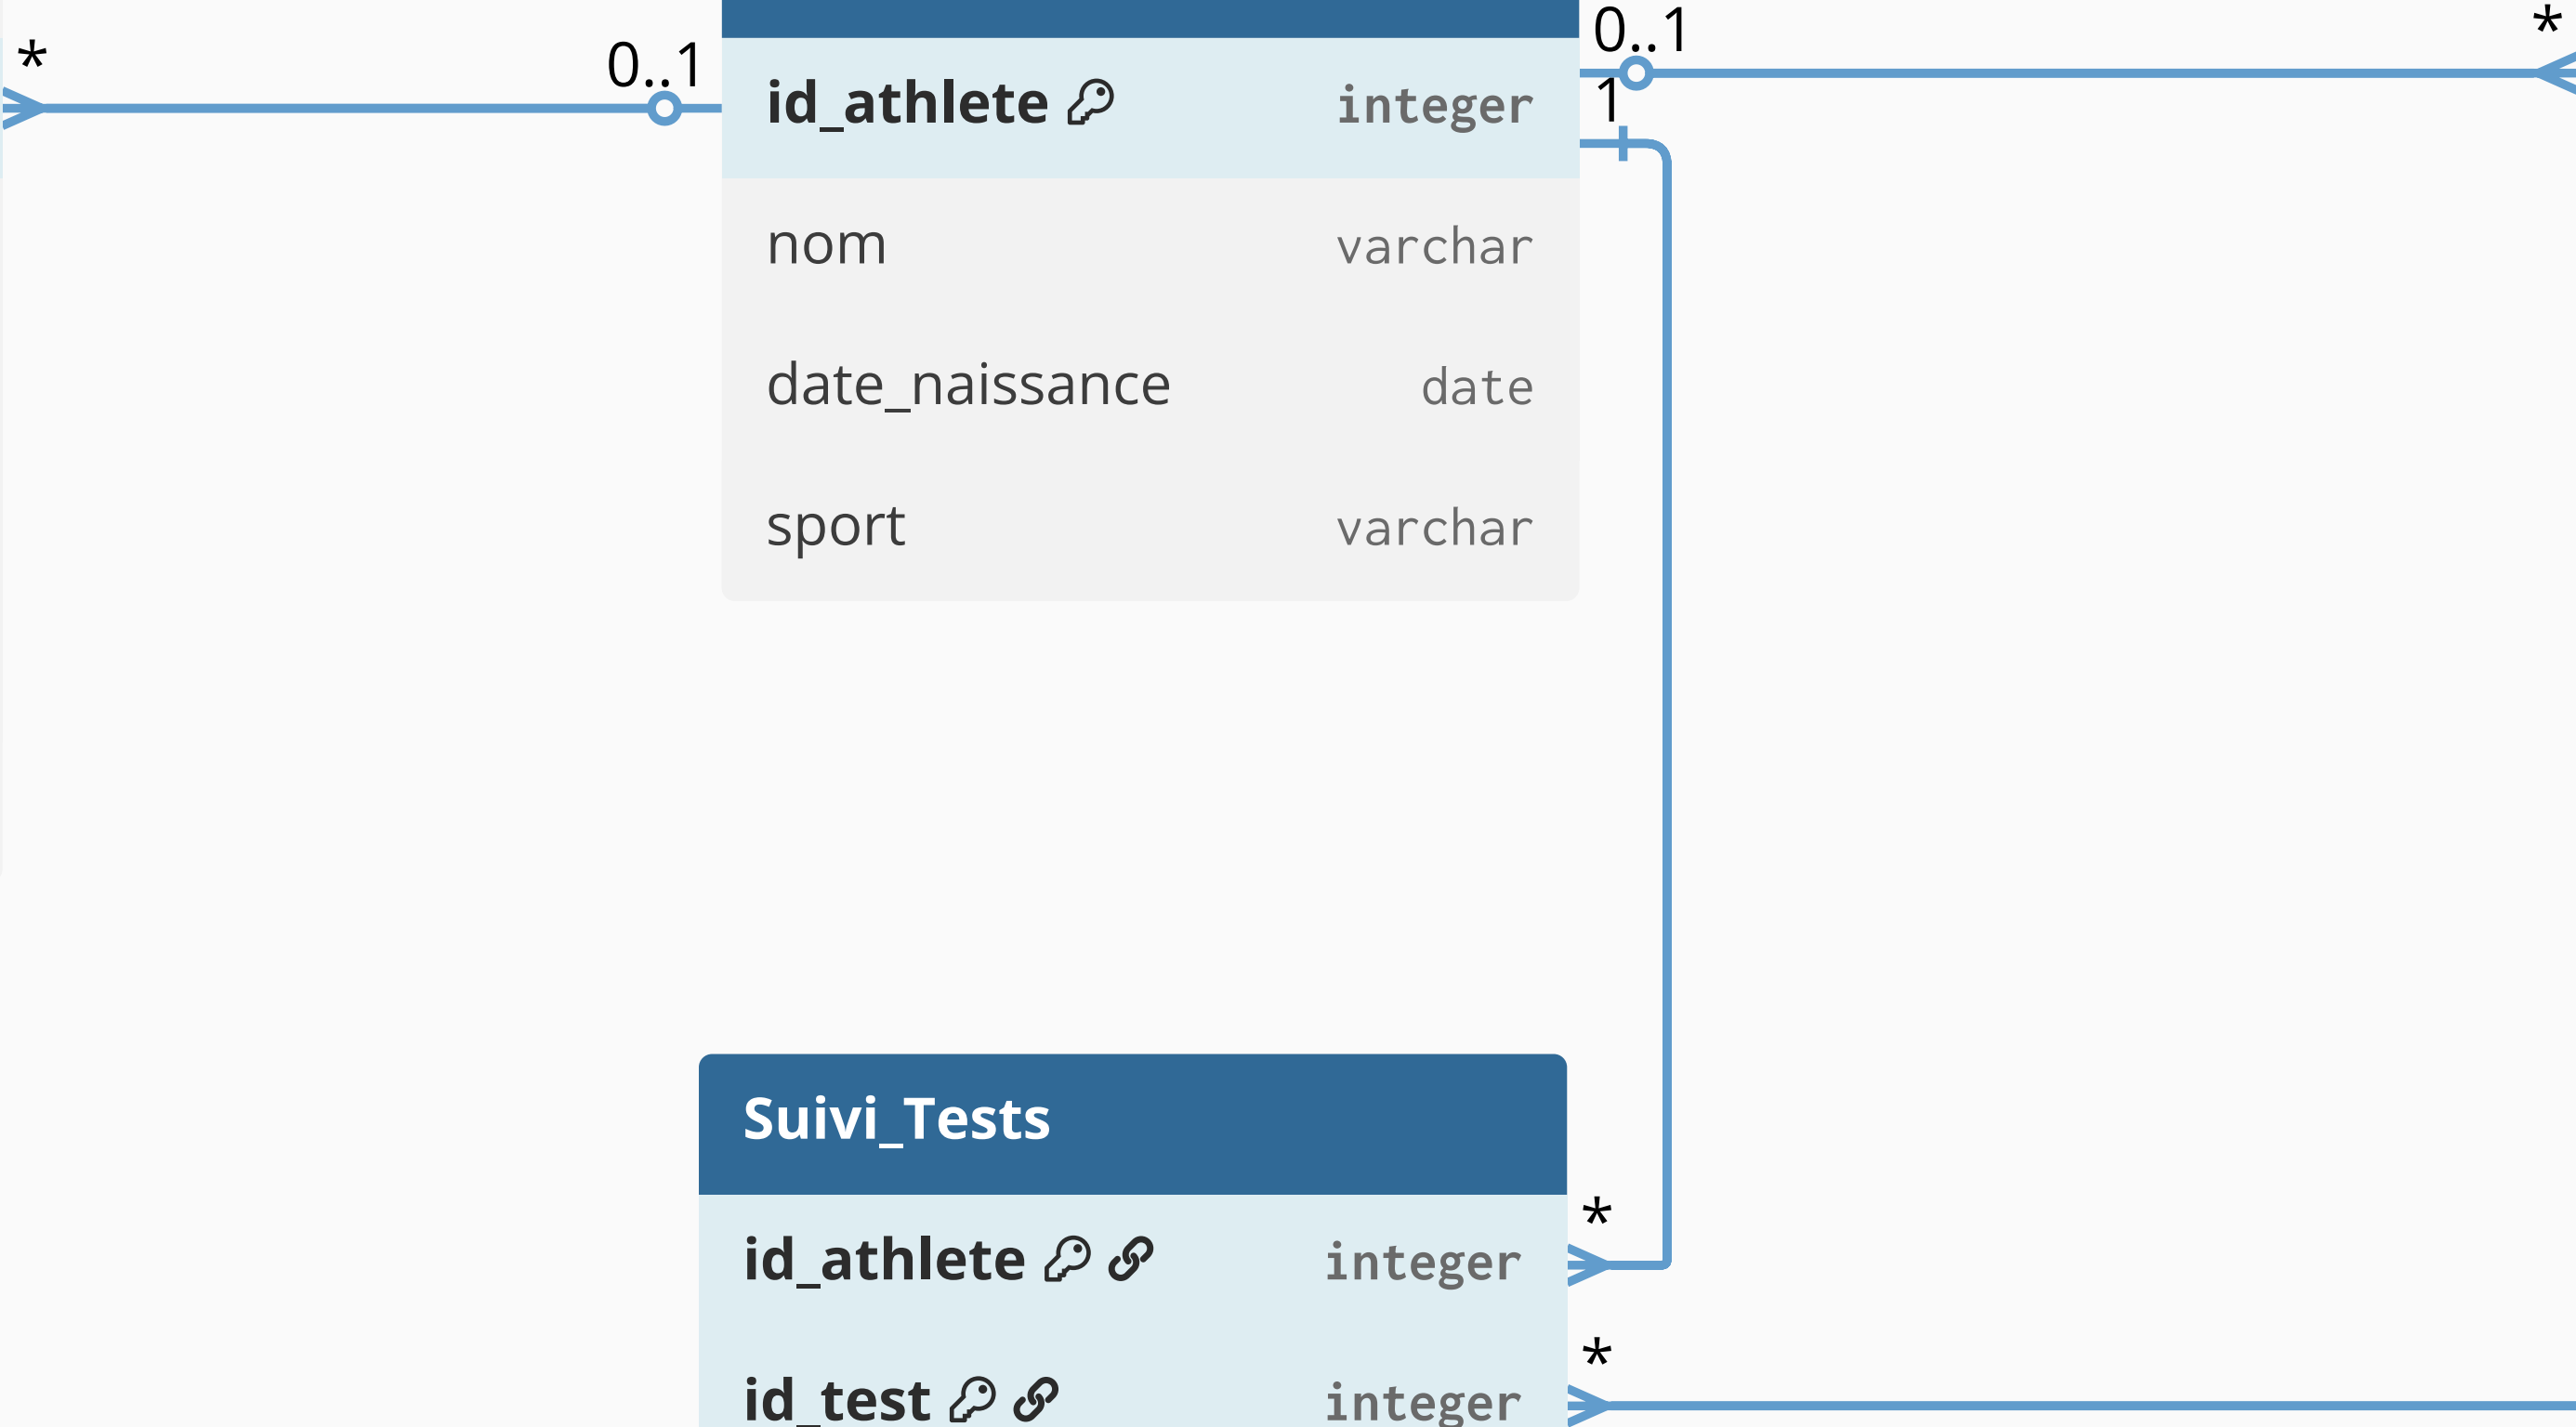 * 0..1 0..1 *
id_athlete integer 1
nom varchar
date_naissance date
sport varchar
Suivi_Tests
*
id_athlete integer
*
id_test integer